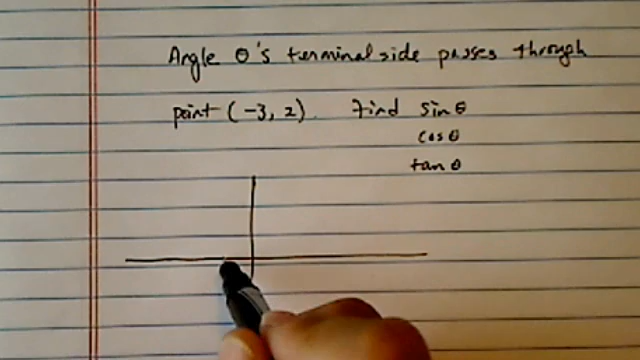 Angle θ's terminal side passes through
point (-3, 2). Find sin θ
cos θ
tan θ